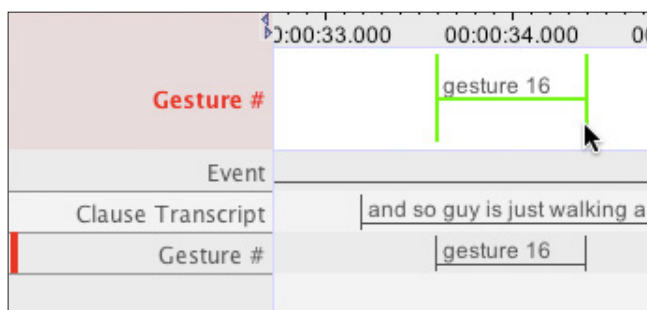 0:00:33.000 00:00:34.000 00
Gesture # gesture 16
Event
Clause Transcript and so guy is just walking a
Gesture # gesture 16